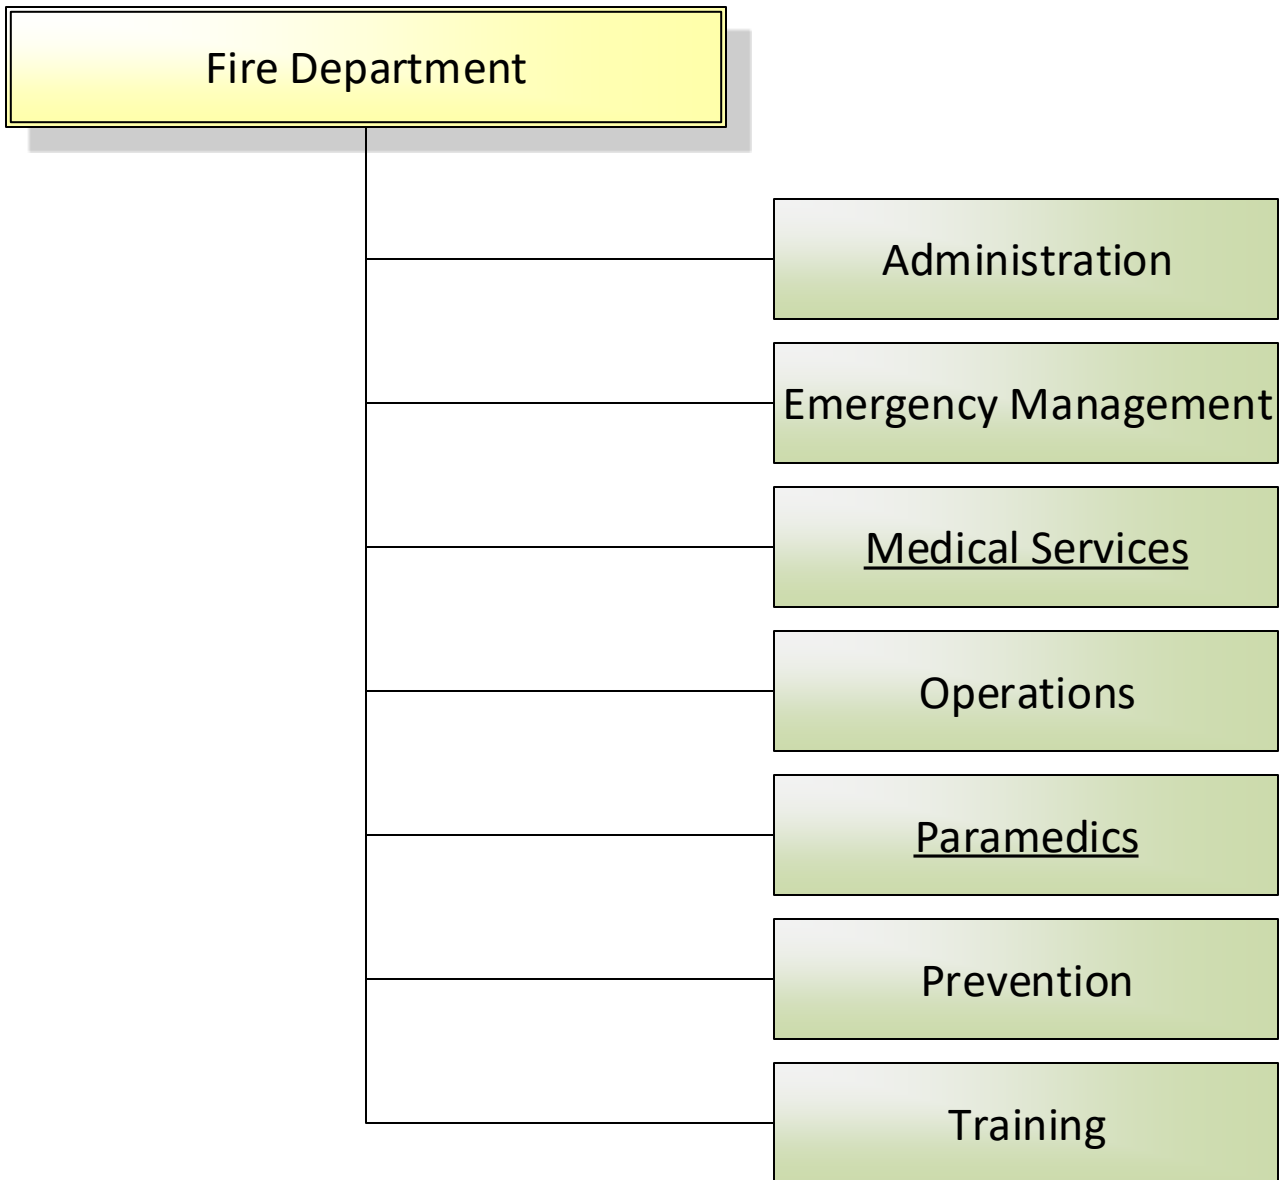 Fire Department
Administration
Emergency Management
Medical Services
Operations
Paramedics
Prevention
Training